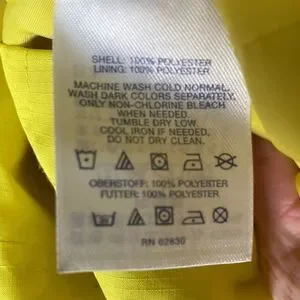 SHELL: 100% POLYESTER
LINING: 100% POLYESTER
MACHINE WASH COLD NORMAL.
WASH DARK COLORS SEPARATELY.
ONLY NON-CHLORINE BLEACH
WHEN NEEDED.
TUMBLE DRY LOW.
COOL IRON IF NEEDED.
DO NOT DRY CLEAN.
OBERSTOFF: 100% POLYESTER
FUTTER: 100% POLYESTER
RN 62830